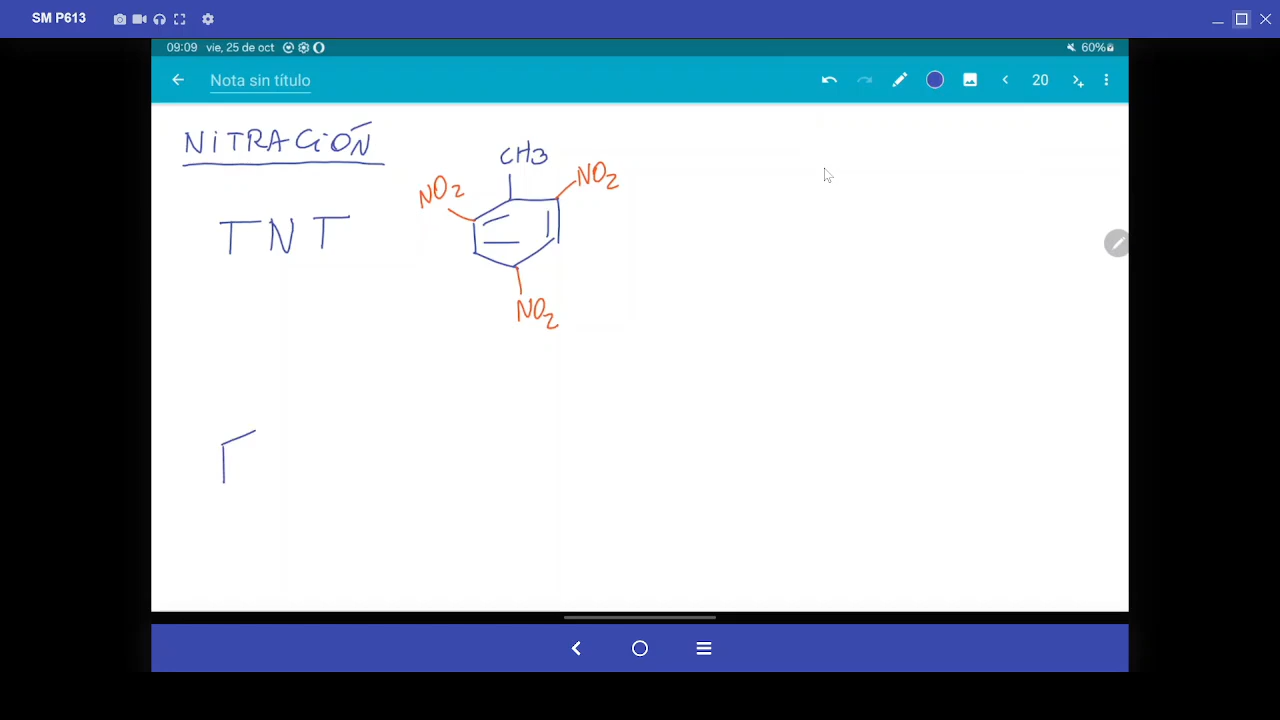 SM P613
09:09 vie, 25 de oct 60%
Nota sin título 20
NiTRACiÓN
CH3
NO2
NO2
TNT
NO2